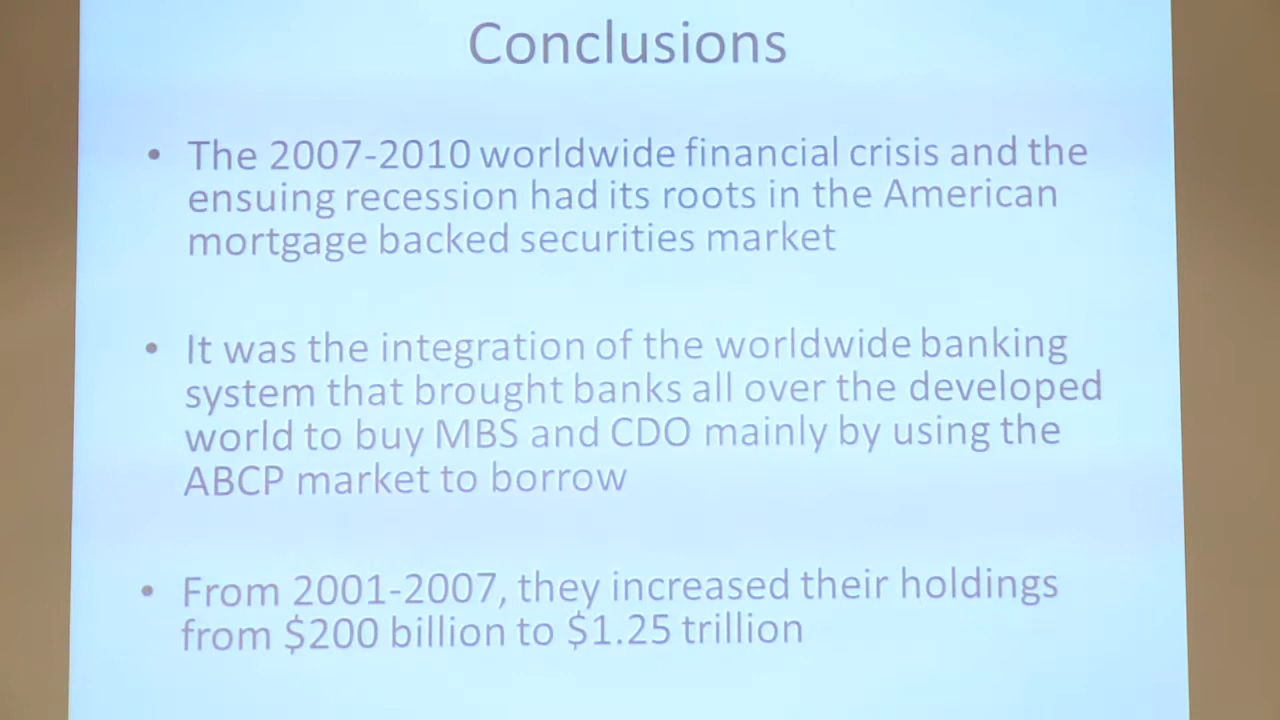 Conclusions
• The 2007-2010 worldwide financial crisis and the
ensuing recession had its roots in the American
mortgage backed securities market
• It was the integration of the worldwide banking
system that brought banks all over the developed
world to buy MBS and CDO mainly by using the
ABCP market to borrow
• From 2001-2007, they increased their holdings
from $200 billion to $1.25 trillion